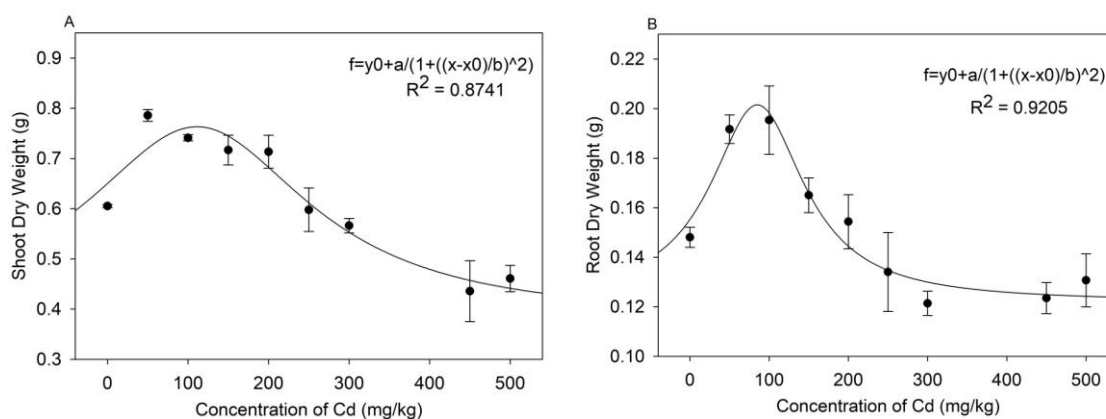 A
f=y0+a/(1+((x-x0)/b)^2)
R2 = 0.8741
0.9
0.8
0.7
0.6
0.5
0.4
0.3
Shoot Dry Weight (g)
0 100 200 300 400 500
Concentration of Cd (mg/kg)
B
f=y0+a/(1+((x-x0)/b)^2)
R2 = 0.9205
0.22
0.20
0.18
0.16
0.14
0.12
0.10
Root Dry Weight (g)
0 100 200 300 400 500
Concentration of Cd (mg/kg)